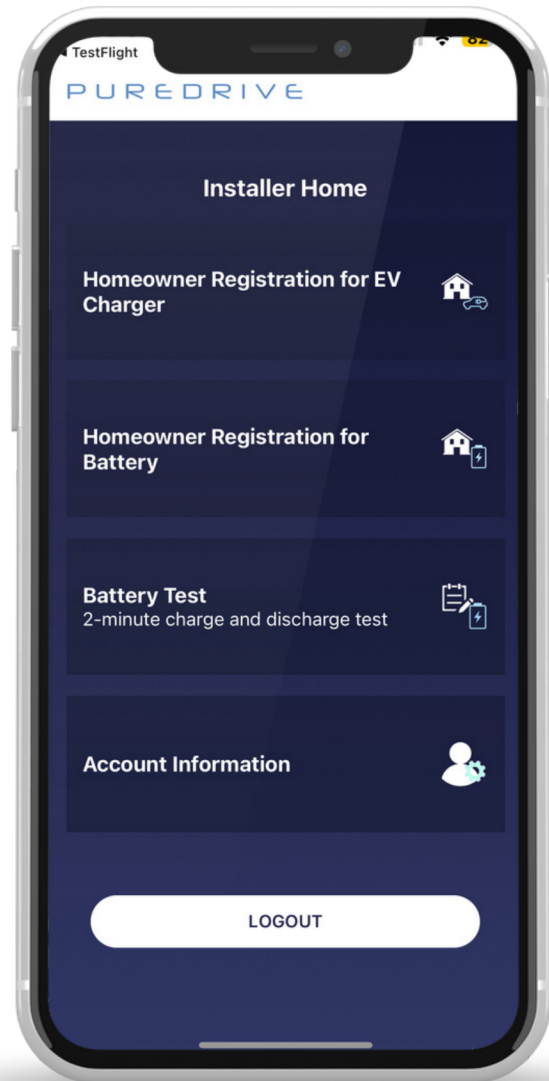 TestFlight
PUREDRIVE
Installer Home
Homeowner Registration for EV
Charger
Homeowner Registration for
Battery
Battery Test
2-minute charge and discharge test
Account Information
LOGOUT